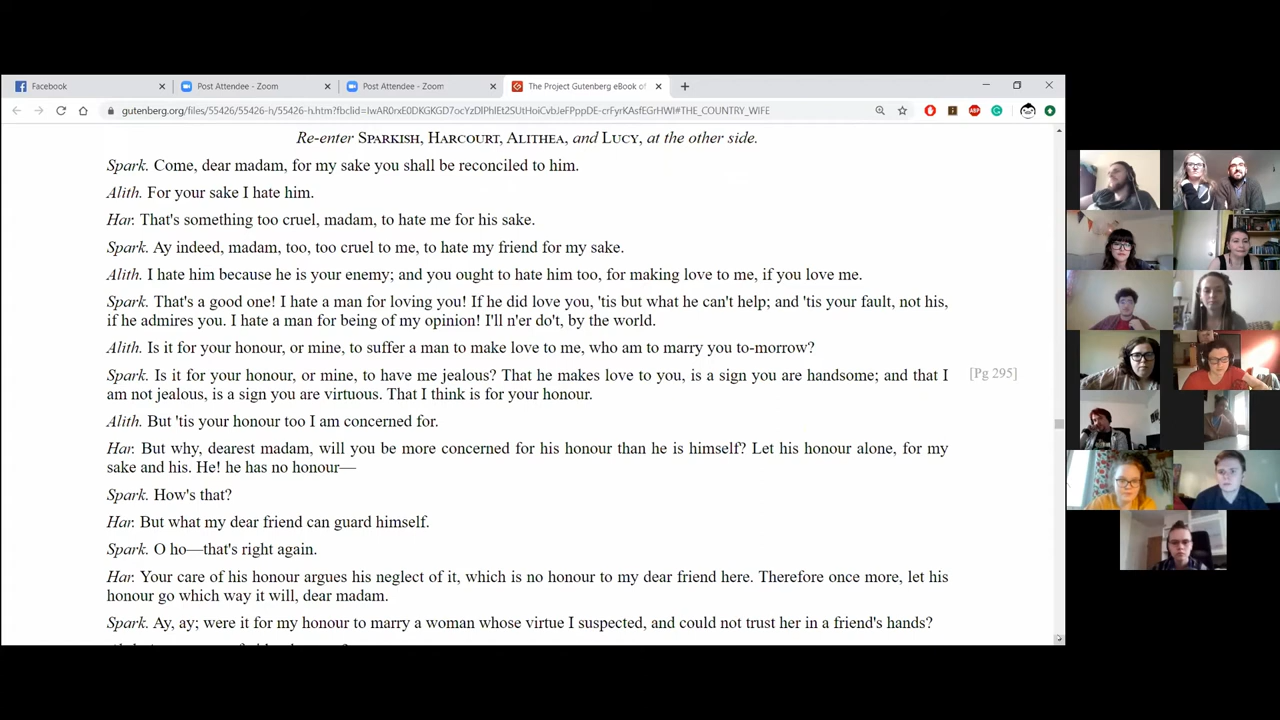 Facebook
Post Attendee - Zoom
Post Attendee - Zoom
The Project Gutenberg eBook of
gutenberg.org/files/55426/55426-h/55426-h.htm?fbclid=
#THE_COUNTRY_WIFE
Re-enter SPARKISH, HARCOURT, ALITHEA, and LUCY, at the other side.
Spark. Come, dear madam, for my sake you shall be reconciled to him.
Alith. For your sake I hate him.
Har. That's something too cruel, madam, to hate me for his sake.
Spark. Ay indeed, madam, too, too cruel to me, to hate my friend for my sake.
Alith. I hate him because he is your enemy; and you ought to hate him too, for making love to me, if you love me.
Spark. That's a good one! I hate a man for loving you! If he did love you, 'tis but what he can't help; and 'tis your fault, not his,
if he admires you. I hate a man for being of my opinion! I'll n'er do't, by the world.
Alith. Is it for your honour, or mine, to suffer a man to make love to me, who am to marry you to-morrow?
Spark. Is it for your honour, or mine, to have me jealous? That he makes love to you, is a sign you are handsome; and that I
[Pg 295]
am not jealous, is a sign you are virtuous. That I think is for your honour.
Alith. But 'tis your honour too I am concerned for.
Har. But why, dearest madam, will you be more concerned for his honour than he is himself? Let his honour alone, for my
sake and his. He! he has no honour—
Spark. How's that?
Har. But what my dear friend can guard himself.
Spark. O ho—that's right again.
Har. Your care of his honour argues his neglect of it, which is no honour to my dear friend here. Therefore once more, let his
honour go which way it will, dear madam.
Spark. Ay, ay; were it for my honour to marry a woman whose virtue I suspected, and could not trust her in a friend's hands?